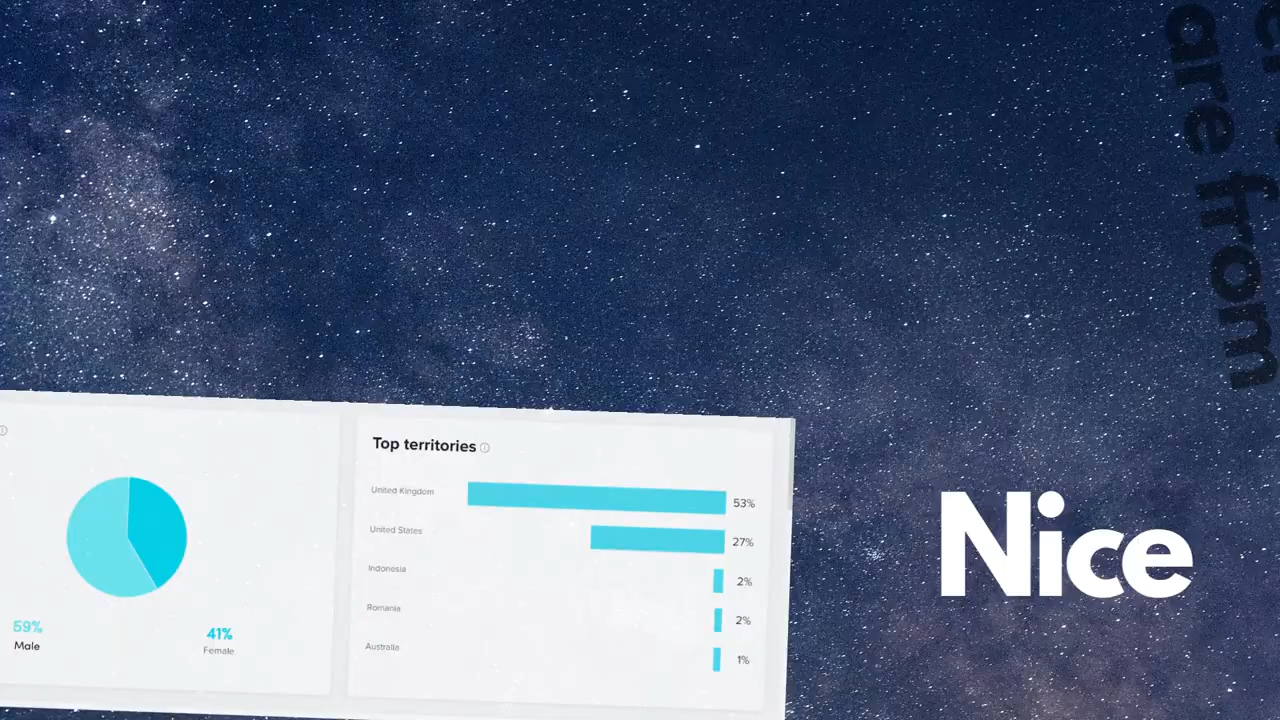 are from
Top territories
United Kingdom 53%
United States 27%
Indonesia 2%
Romania 2%
Australia 1%
59%
Male
41%
Female
Nice